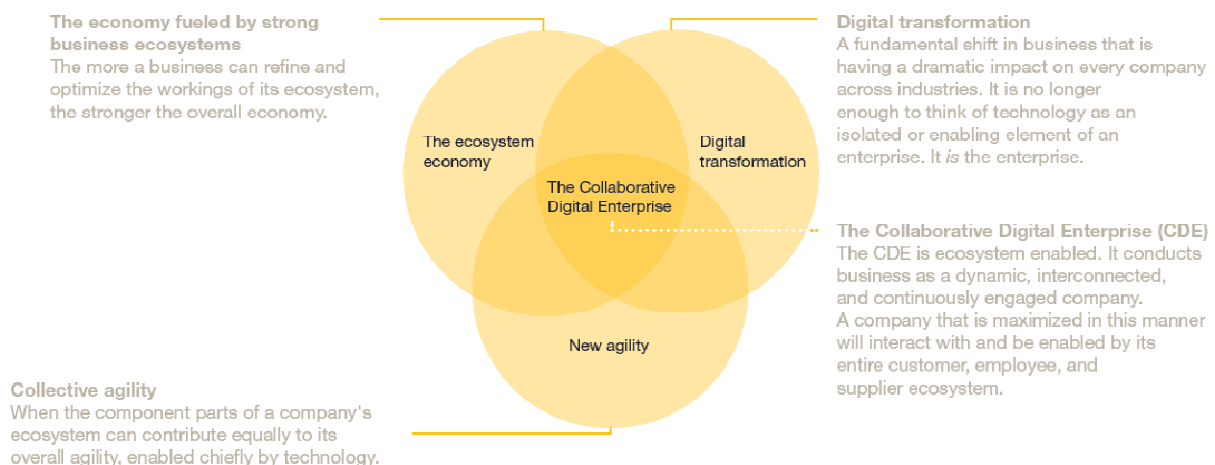 The economy fueled by strong
business ecosystems
The more a business can refine and
optimize the workings of its ecosystem,
the stronger the overall economy.
Digital transformation
A fundamental shift in business that is
having a dramatic impact on every company
across industries. It is no longer
enough to think of technology as an
isolated or enabling element of an
enterprise. It is the enterprise.
The ecosystem
economy
Digital
transformation
The Collaborative
Digital Enterprise
The Collaborative Digital Enterprise (CDE)
The CDE is ecosystem enabled. It conducts
business as a dynamic, interconnected,
and continuously engaged company.
A company that is maximized in this manner
will interact with and be enabled by its
entire customer, employee, and
supplier ecosystem.
New agility
Collective agility
When the component parts of a company's
ecosystem can contribute equally to its
overall agility, enabled chiefly by technology.